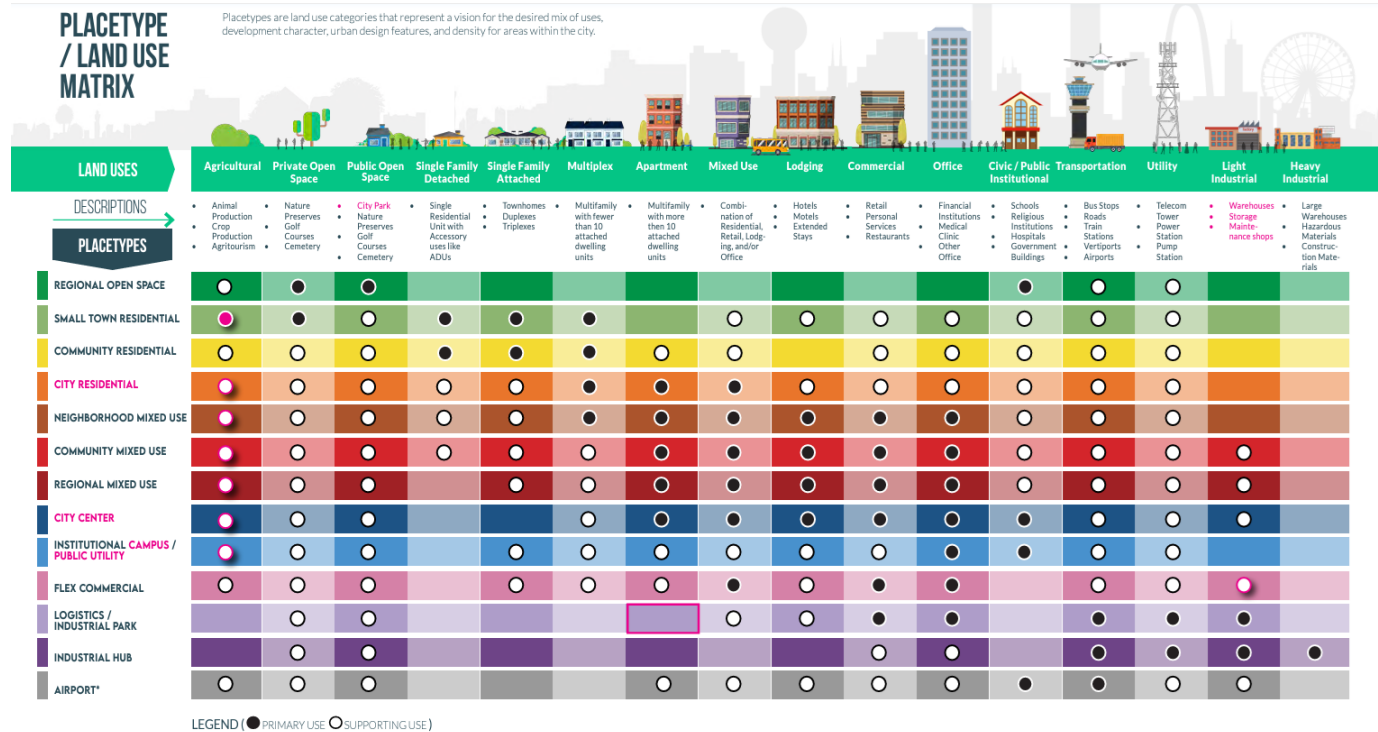 PLACETYPE
/ LAND USE
MATRIX
Placetypes are land use categories that represent a vision for the desired mix of uses,
development character, urban design features, and density for areas within the city.
LAND USES
Agricultural
Private Open
Space
Public Open
Space
Single Family
Detached
Single Family
Attached
Multiplex
Apartment
Mixed Use
Lodging
Commercial
Office
Civic / Public
Institutional
Transportation
Utility
Light
Industrial
Heavy
Industrial
DESCRIPTIONS
PLACETYPES
• Animal
Production
• Crop
Production
• Agritourism
• Nature
Preserves
• Golf
Courses
• Cemetery
• City Park
• Nature
Preserves
• Golf
Courses
• Cemetery
• Single
Residential
Unit with
Accessory
uses like
ADUs
• Townhomes
• Duplexes
• Triplexes
• Multifamily
with fewer
than 10
attached
dwelling
units
• Multifamily
with more
then 10
attached
dwelling
units
• Combi-
nation of
Residential,
Retail, Lodg-
ing, and/or
Office
• Hotels
• Motels
• Extended
Stays
• Retail
• Personal
Services
• Restaurants
• Financial
Institutions
• Medical
Clinic
• Other
Office
• Schools
• Religious
Institutions
• Hospitals
• Government
Buildings
• Bus Stops
• Roads
• Train
Stations
• Vertiports
• Airports
• Telecom
Tower
• Power
Station
• Pump
Station
• Warehouses
• Storage
• Mainte-
nance shops
• Large
Warehouses
• Hazardous
Materials
• Construc-
tion Mate-
rials
REGIONAL OPEN SPACE
SMALL TOWN RESIDENTIAL
COMMUNITY RESIDENTIAL
CITY RESIDENTIAL
NEIGHBORHOOD MIXED USE
COMMUNITY MIXED USE
REGIONAL MIXED USE
CITY CENTER
INSTITUTIONAL CAMPUS /
PUBLIC UTILITY
FLEX COMMERCIAL
LOGISTICS /
INDUSTRIAL PARK
INDUSTRIAL HUB
AIRPORT*
LEGEND ( PRIMARY USE SUPPORTING USE )